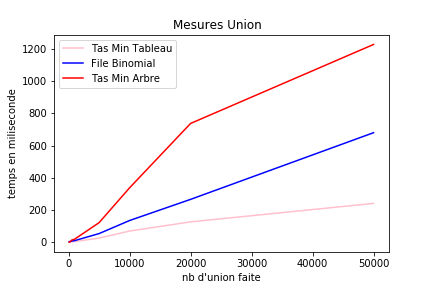 Mesures Union
Tas Min Tableau
File Binomial
Tas Min Arbre
temps en miliseconde
1200
1000
800
600
400
200
0
0 10000 20000 30000 40000 50000
nb d'union faite